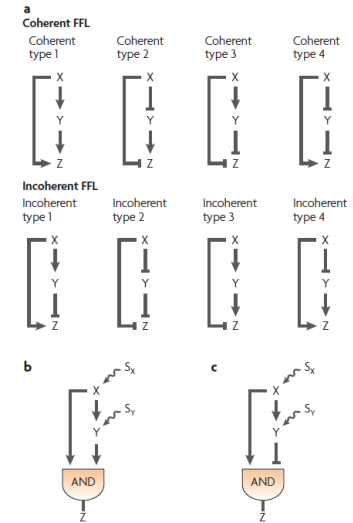 a
Coherent FFL
Coherent Coherent Coherent Coherent
type 1 type 2 type 3 type 4
X X X X
Y Y Y Y
Z Z Z Z
Incoherent FFL
Incoherent Incoherent Incoherent Incoherent
type 1 type 2 type 3 type 4
X X X X
Y Y Y Y
Z Z Z Z
b c
Sx Sx
X X
SY SY
Y Y
AND AND
Z Z